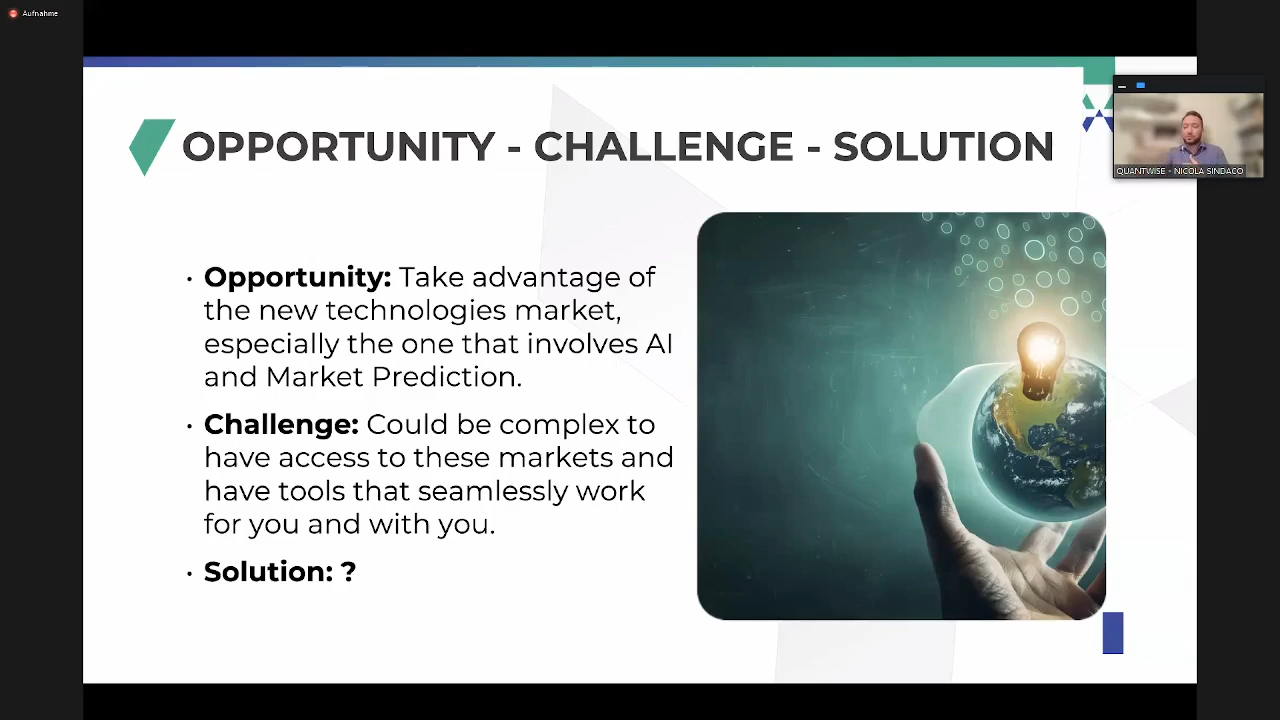 Aufnahme
OPPORTUNITY - CHALLENGE - SOLUTION
QUANTWISE - NICOLA SINDACO
• Opportunity: Take advantage of
the new technologies market,
especially the one that involves AI
and Market Prediction.
• Challenge: Could be complex to
have access to these markets and
have tools that seamlessly work
for you and with you.
• Solution: ?